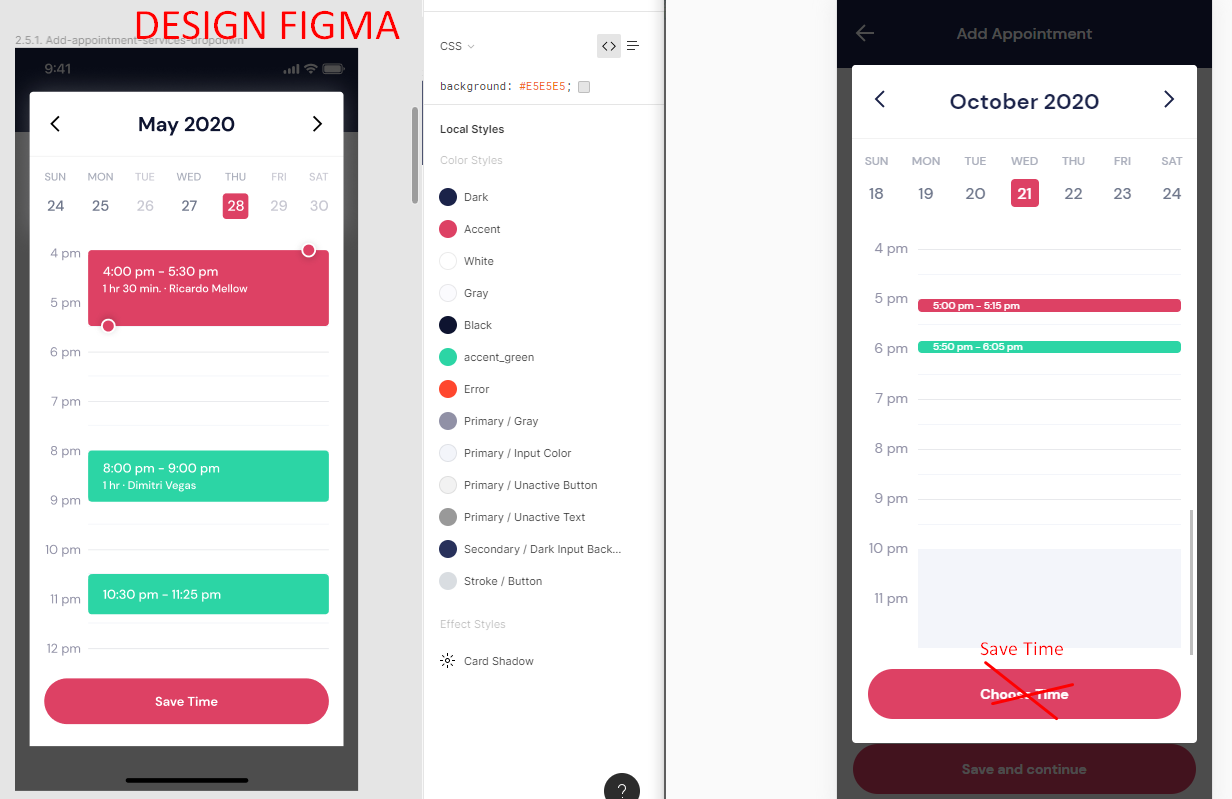 DESIGN FIGMA
2.5.1. Add-appointment-services-dropdown
9:41
May 2020
SUN MON TUE WED THU FRI SAT
24 25 26 27 28 29 30
4 pm
4:00 pm – 5:30 pm
1 hr 30 min. · Ricardo Mellow
5 pm
6 pm
7 pm
8 pm
8:00 pm – 9:00 pm
1 hr · Dimitri Vegas
9 pm
10 pm
10:30 pm – 11:25 pm
11 pm
12 pm
Save Time
CSS
background: #E5E5E5;
Local Styles
Color Styles
Dark
Accent
White
Gray
Black
accent_green
Error
Primary / Gray
Primary / Input Color
Primary / Unactive Button
Primary / Unactive Text
Secondary / Dark Input Back...
Stroke / Button
Effect Styles
Card Shadow
?
Add Appointment
October 2020
SUN MON TUE WED THU FRI SAT
18 19 20 21 22 23 24
4 pm
5 pm
5:00 pm - 5:15 pm
6 pm
5:50 pm - 6:05 pm
7 pm
8 pm
9 pm
10 pm
11 pm
Save Time
Choose Time
Save and continue